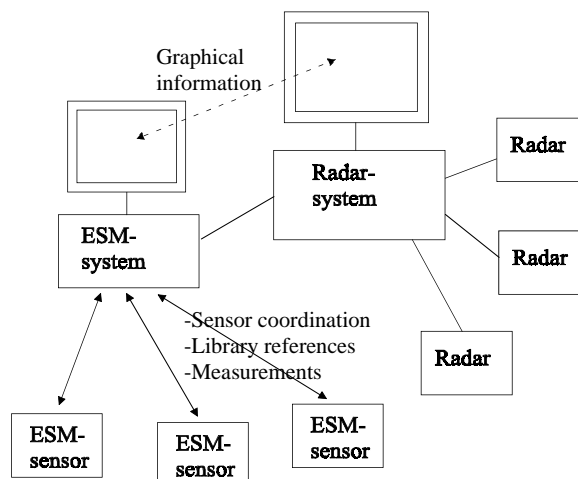 Graphical
information
Radar-
system
Radar
ESM-
system
Radar
-Sensor coordination
-Library references
-Measurements
Radar
ESM-
sensor
ESM-
sensor
ESM-
sensor